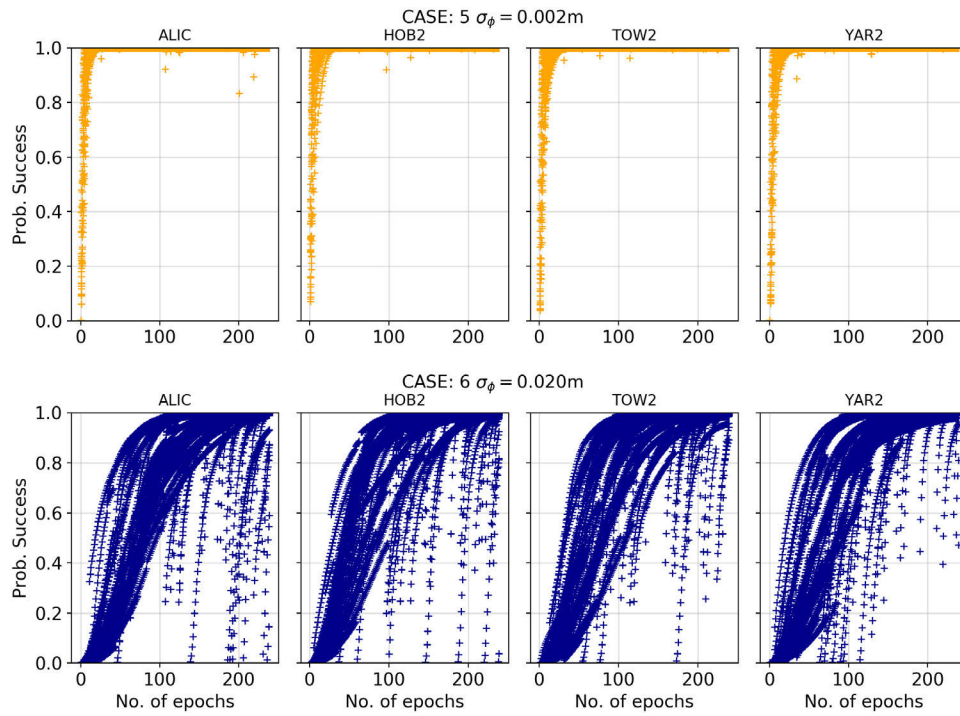 CASE: 5 σϕ = 0.002m
ALIC HOB2 TOW2 YAR2
1.0
0.8
0.6
0.4
0.2
0.0
Prob. Success
0 100 200 0 100 200 0 100 200 0 100 200
CASE: 6 σϕ = 0.020m
ALIC HOB2 TOW2 YAR2
1.0
0.8
0.6
0.4
0.2
0.0
Prob. Success
0 100 200 0 100 200 0 100 200 0 100 200
No. of epochs No. of epochs No. of epochs No. of epochs